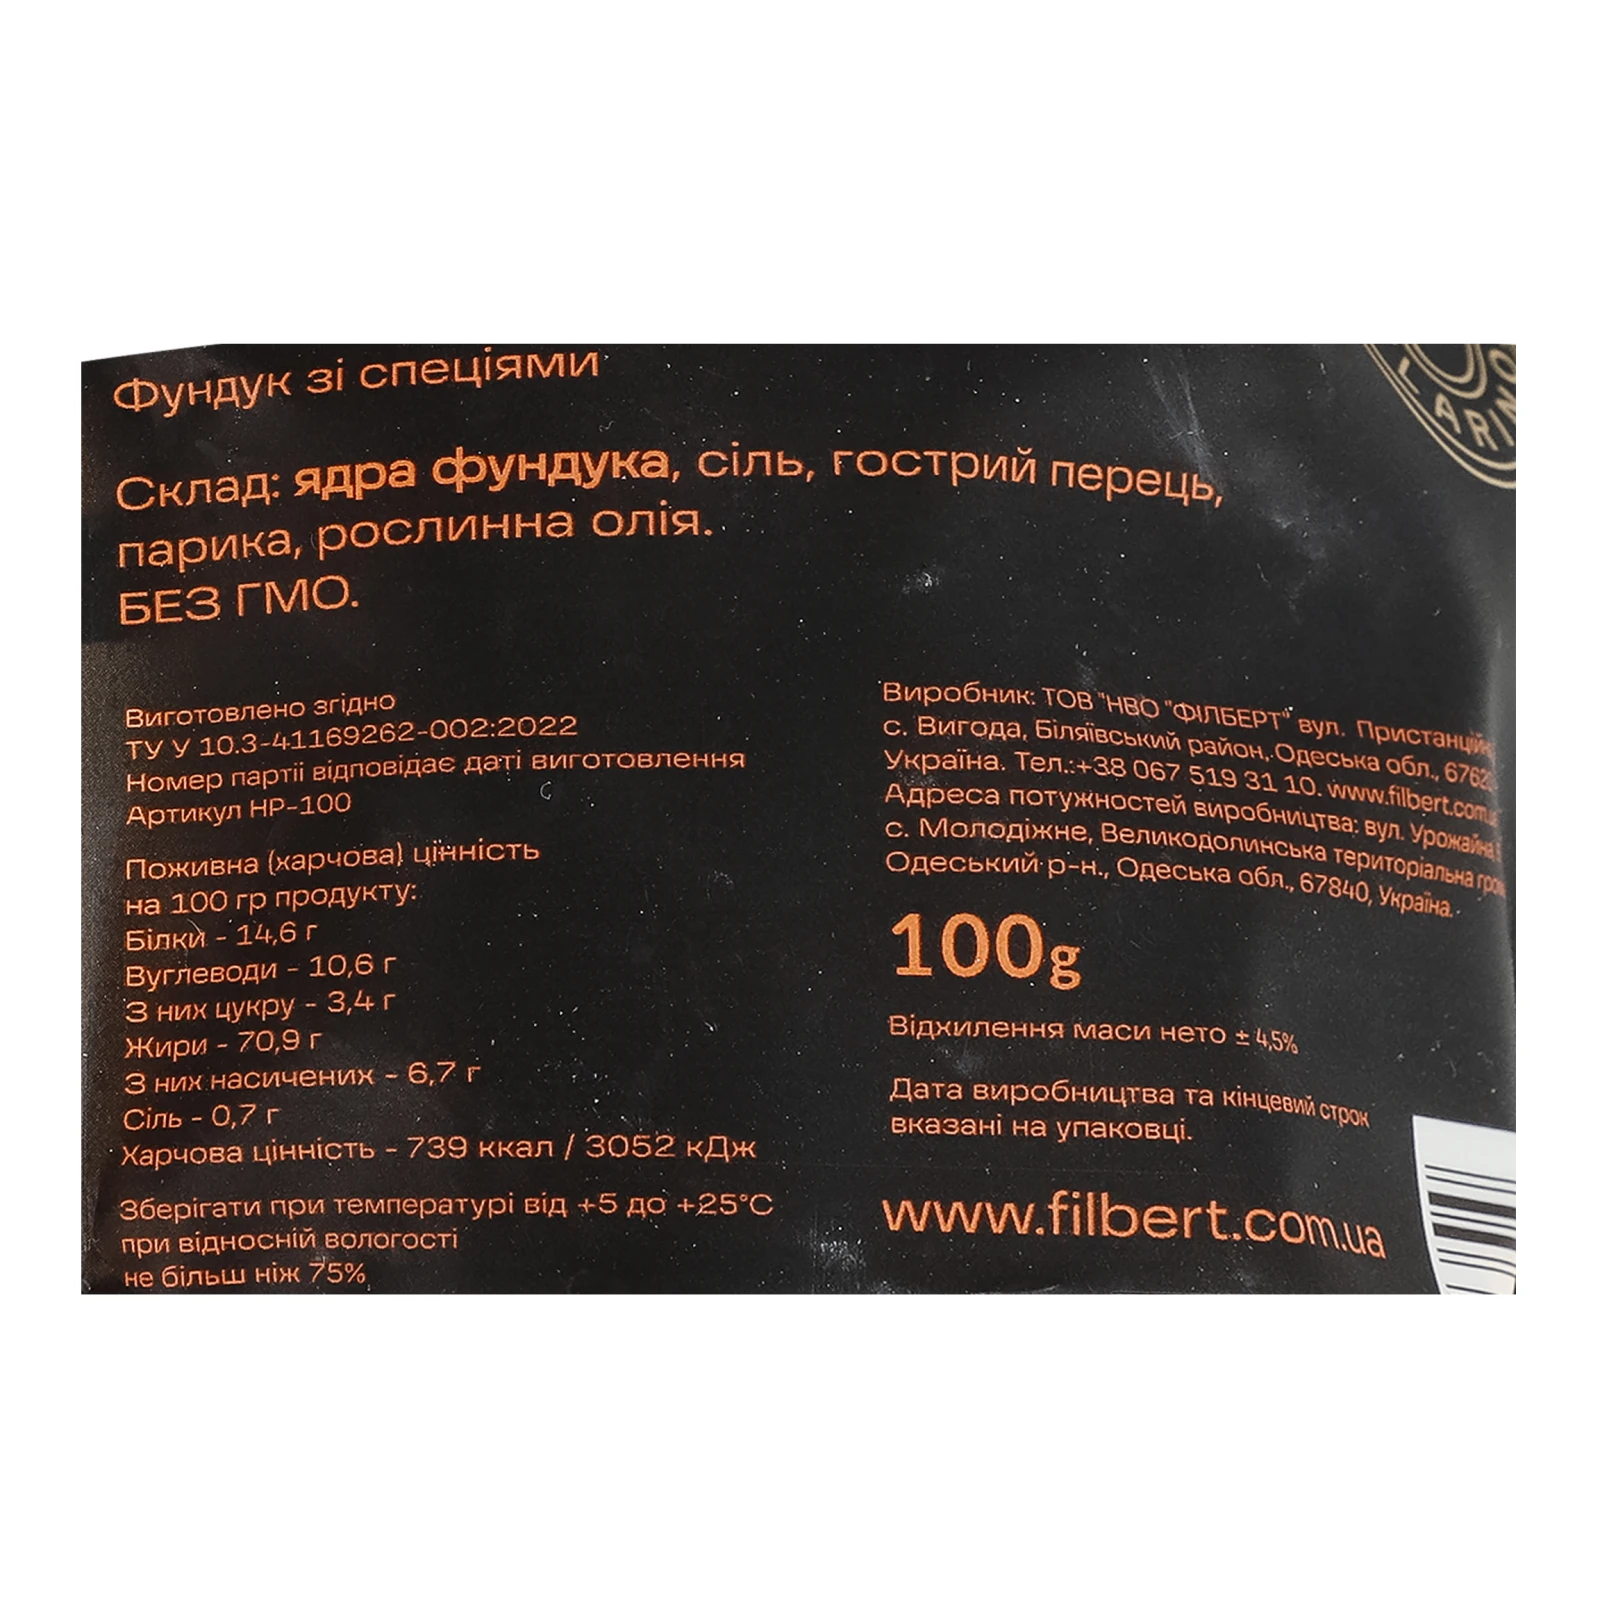 Фундук зі спеціями
Склад: ядра фундука, сіль, гострий перець,
парика, рослинна олія.
БЕЗ ГМО.
Виготовлено згідно
ТУ У 10.3-41169262-002:2022
Номер партії відповідає даті виготовлення
Артикул НР-100
Поживна (харчова) цінність
на 100 гр продукту:
Білки - 14,6 г
Вуглеводи - 10,6 г
З них цукру - 3,4 г
Жири - 70,9 г
З них насичених - 6,7 г
Сіль - 0,7 г
Харчова цінність - 739 ккал / 3052 кДж
Зберігати при температурі від +5 до +25°С
при відносній вологості
не більш ніж 75%
Виробник: ТОВ "НВО "ФІЛБЕРТ" вул.
с. Вигода, Біляївський район, Одеська обл.,
Україна. Тел.:+38 067 519 31 10. www.filbert.com.u
Адреса потужностей виробництва: вул. Урожайна,
с. Молодіжне, Великодолинська територіальна
Одеський р-н., Одеська обл., 67840, Україна.
100g
Відхилення маси нето ± 4,5%
Дата виробництва та кінцевий строк
вказані на упаковці.
www.filbert.com.ua